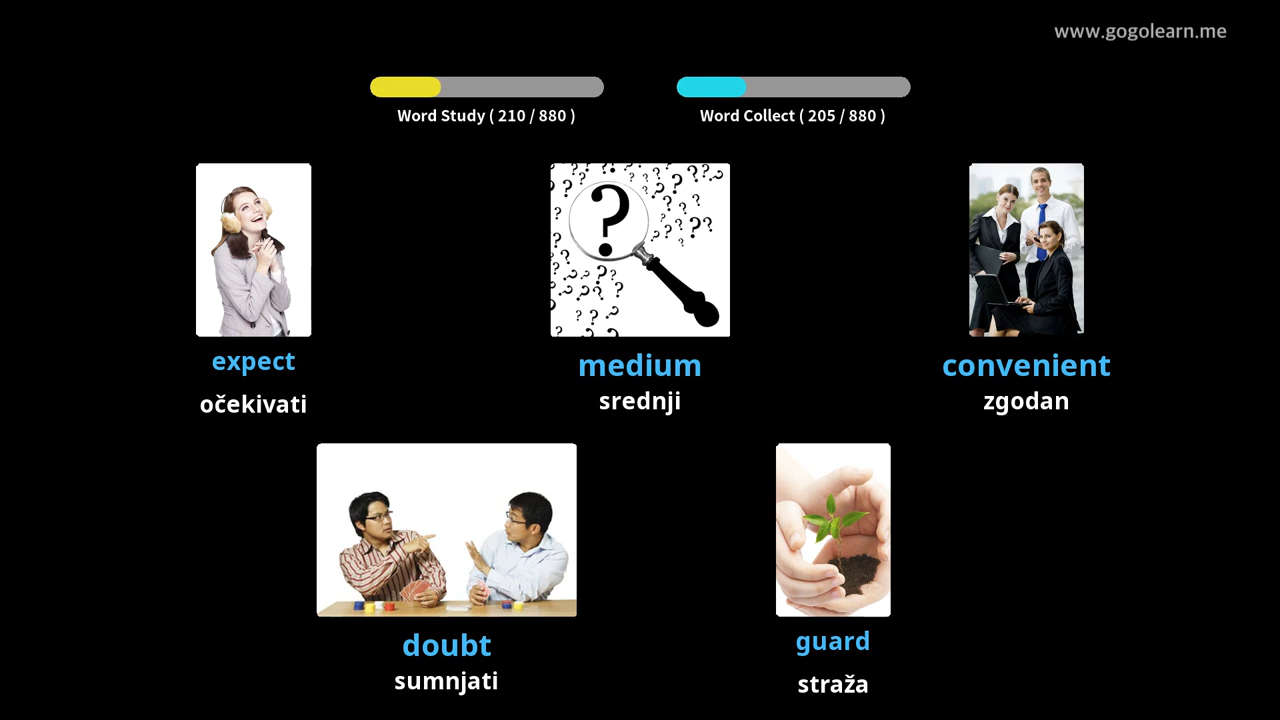 www.gogolearn.me
Word Study ( 210 / 880 )
Word Collect ( 205 / 880 )
expect
očekivati
medium
srednji
convenient
zgodan
doubt
sumnjati
guard
straža